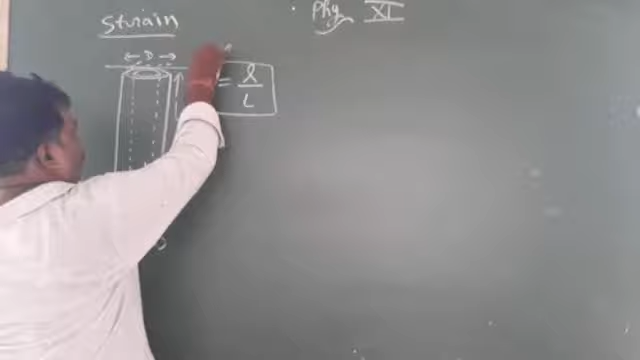 Phy XI
Strain
← D →
= l / L